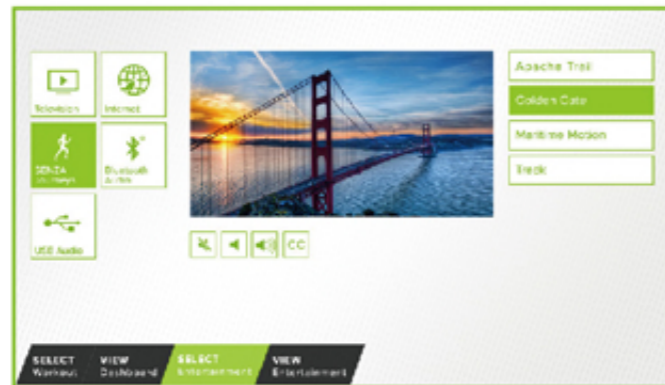 Television
Internet
SENZA
Journeys
Bluetooth
Audio
USB Audio
CC
Apache Trail
Golden Gate
Maritime Motion
Track
SELECT
Workout
VIEW
Dashboard
SELECT
Entertainment
VIEW
Entertainment